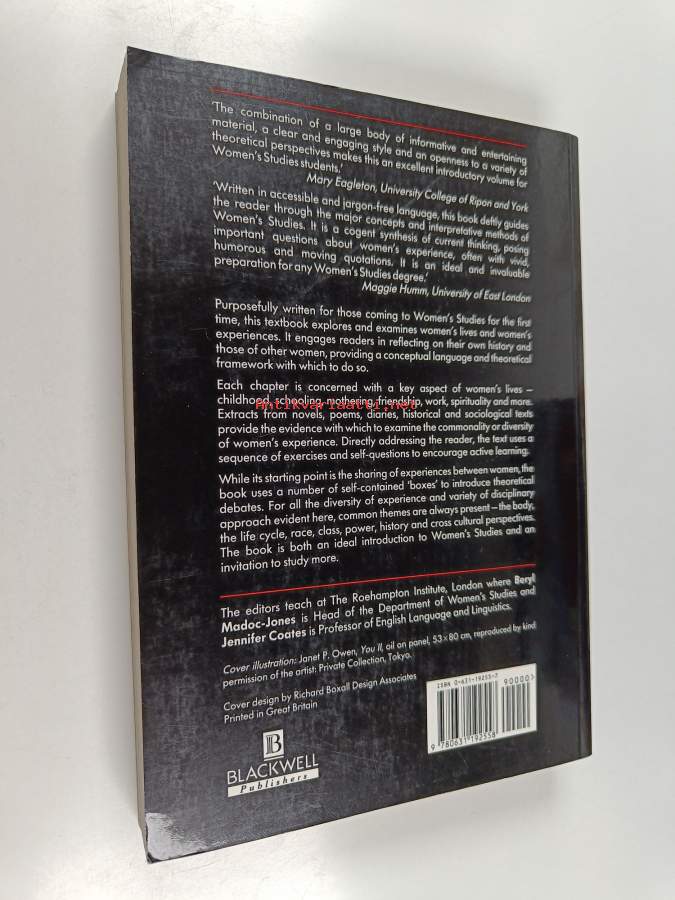 'The combination of a large body of informative and entertaining
material, a clear and engaging style and an openness to a variety of
theoretical perspectives makes this an excellent introductory volume for
Women's Studies students.'
Mary Eagleton, University College of Ripon and York
'Written in accessible and jargon-free language, this book deftly guides
the reader through the major concepts and interpretative methods of
Women's Studies. It is a cogent synthesis of current thinking, posing
important questions about women's experience, often with vivid,
humorous and moving quotations. It is an ideal and invaluable
preparation for any Women's Studies degree.'
Maggie Humm, University of East London
Purposefully written for those coming to Women's Studies for the first
time, this textbook explores and examines women's lives and women's
experiences. It engages readers in reflecting on their own history and
those of other women, providing a conceptual language and theoretical
framework with which to do so.
Each chapter is concerned with a key aspect of women's lives –
childhood, schooling, mothering, friendship, work, spirituality and more.
Antikvariaatti.net
Extracts from novels, poems, diaries, historical and sociological texts
provide the evidence with which to examine the commonality or diversity
of women's experience. Directly addressing the reader, the text uses a
sequence of exercises and self-questions to encourage active learning.
While its starting point is the sharing of experiences between women, the
book uses a number of self-contained 'boxes' to introduce theoretical
debates. For all the diversity of experience and variety of disciplinary
approach evident here, common themes are always present – the body,
the life cycle, race, class, power, history and cross cultural perspectives.
The book is both an ideal introduction to Women's Studies and an
invitation to study more.
The editors teach at The Roehampton Institute, London where Beryl
Madoc-Jones is Head of the Department of Women's Studies and
Jennifer Coates is Professor of English Language and Linguistics.
Cover illustration: Janet P. Owen, You II, oil on panel, 53 x 80 cm, reproduced by kind
permission of the artist: Private Collection, Tokyo.
Cover design by Richard Boxall Design Associates
Printed in Great Britain
ISBN 0-631-19255-7
90000>
9 780631 192558
B
BLACKWELL
Publishers